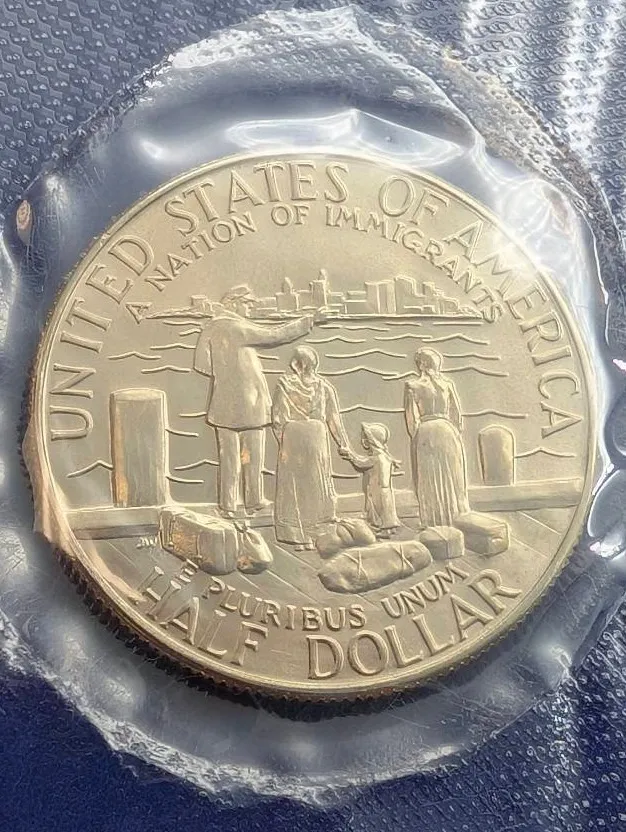 UNITED STATES OF AMERICA
A NATION OF IMMIGRANTS
E PLURIBUS UNUM
HALF DOLLAR